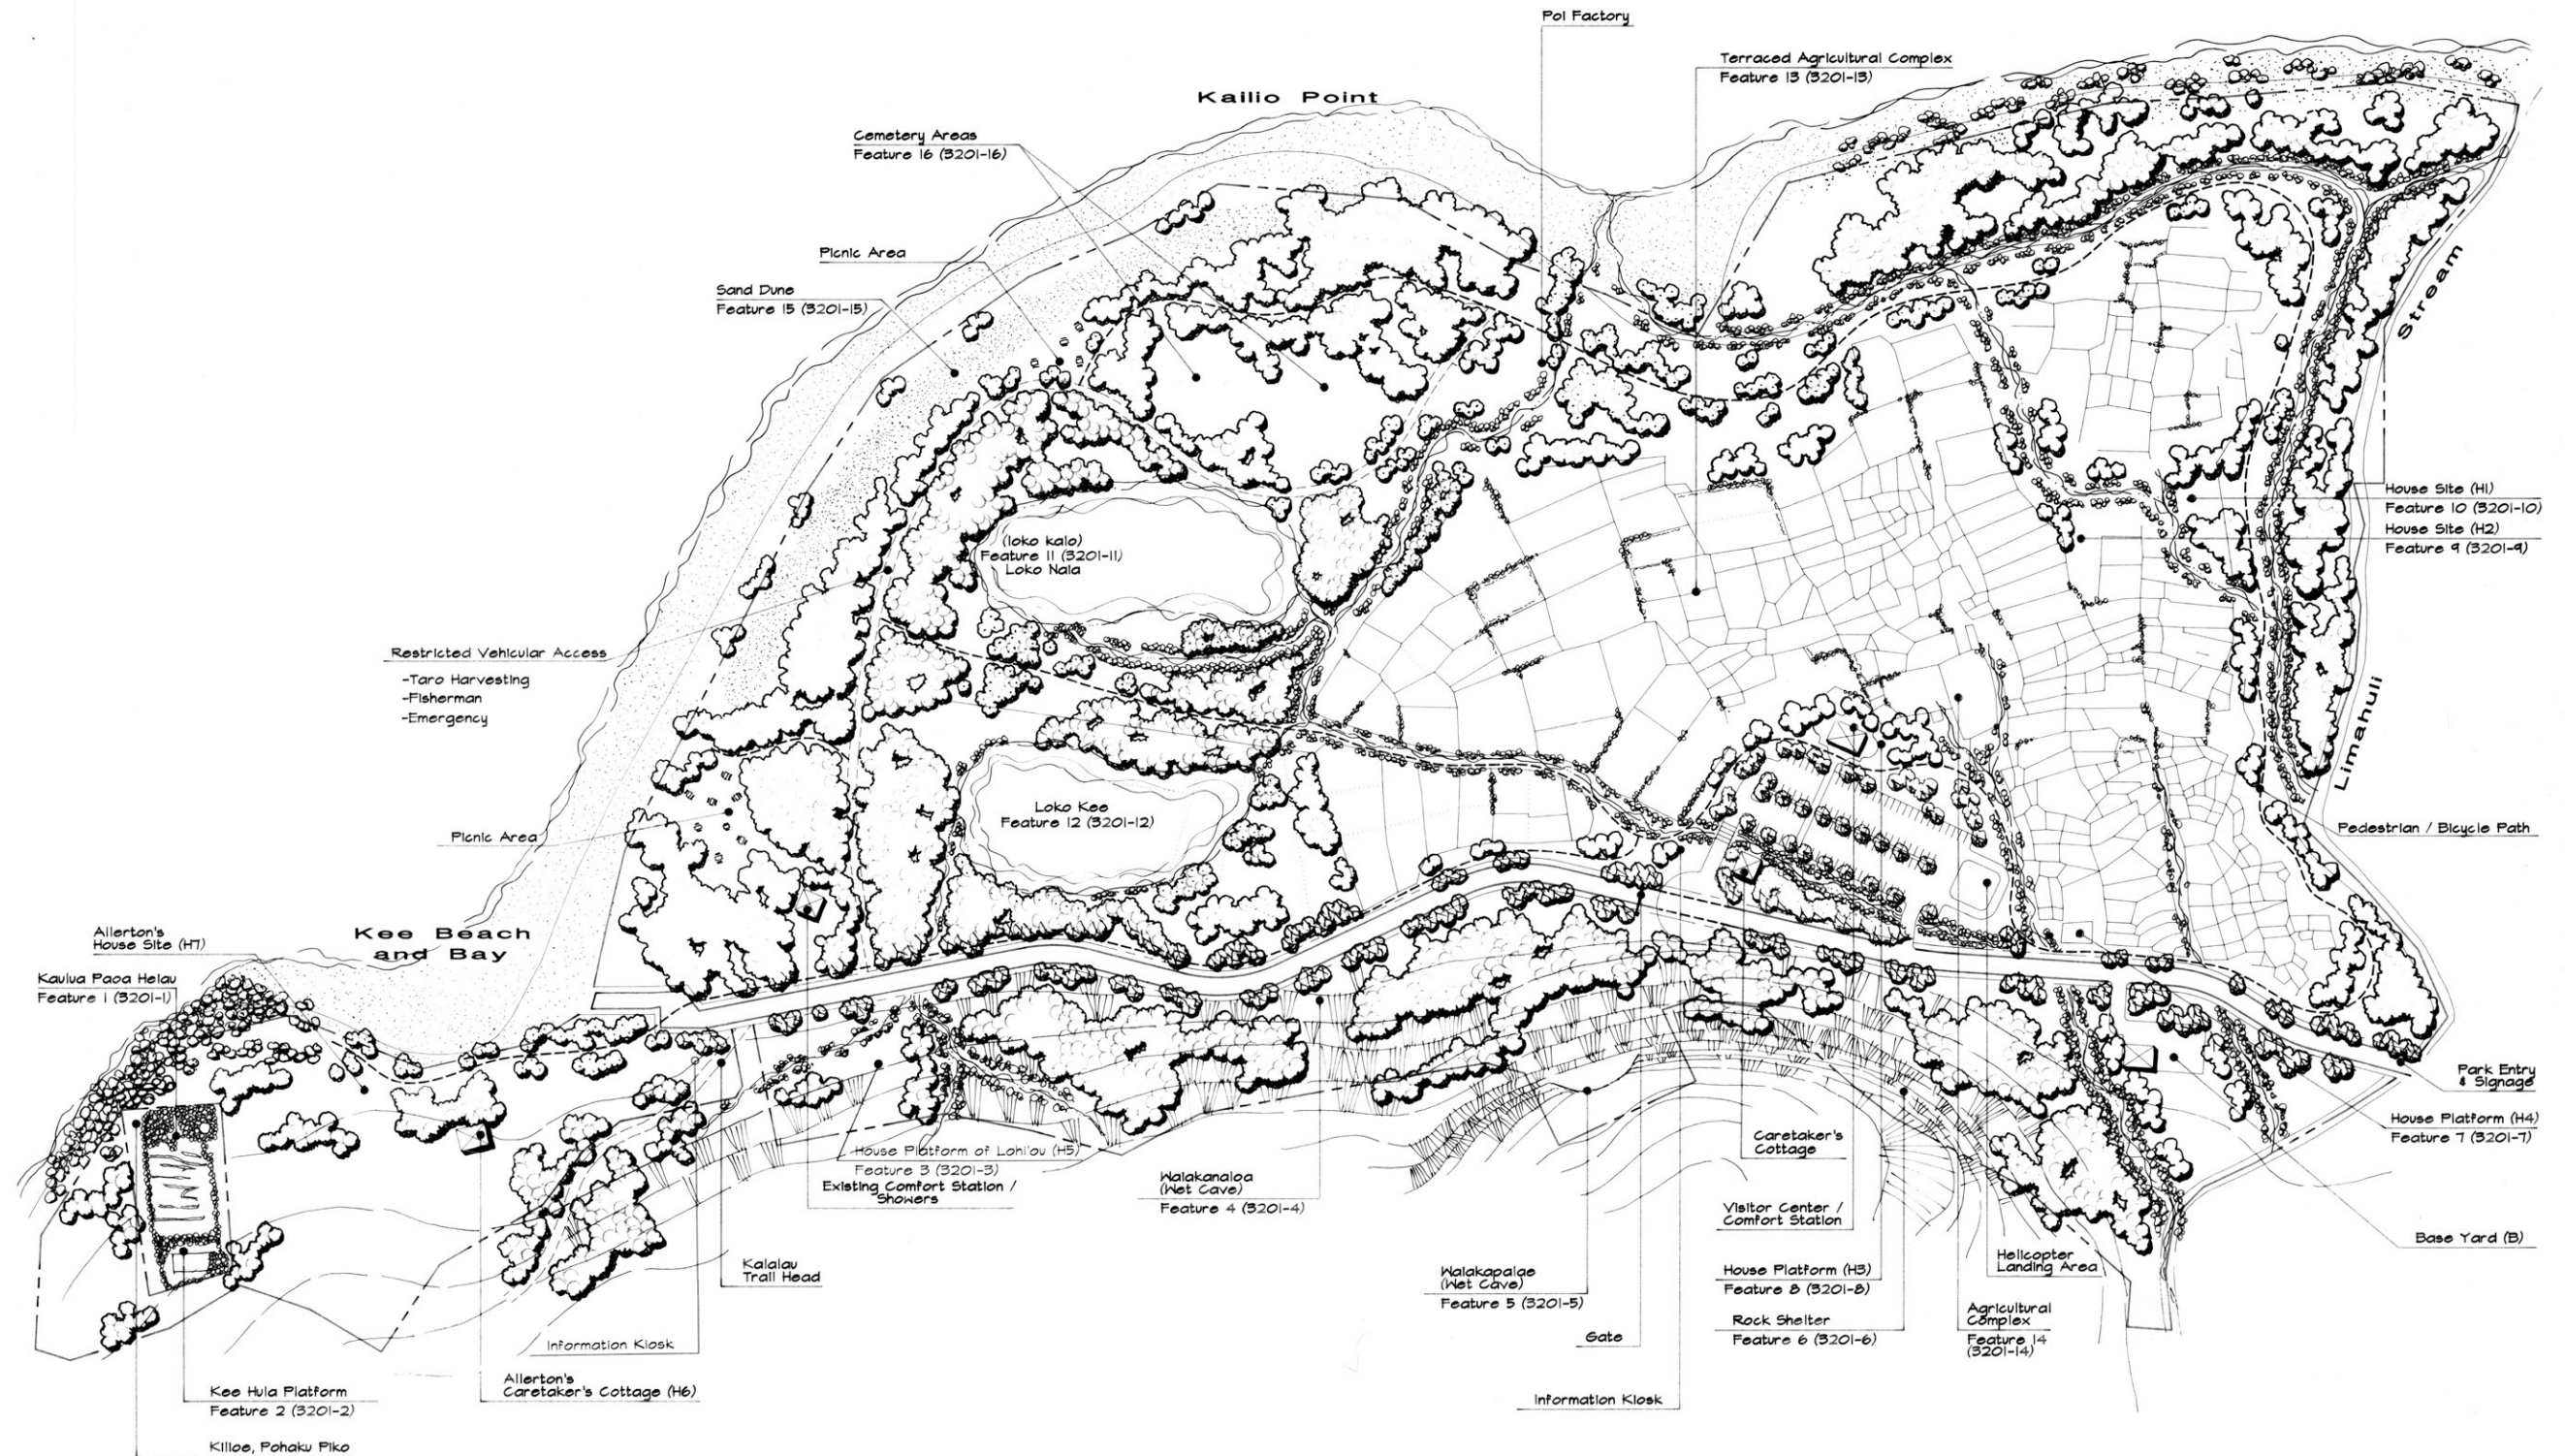 Poi Factory
Terraced Agricultural Complex
Feature 13 (3201-13)
Kailio Point
Cemetery Areas
Feature 16 (3201-16)
Picnic Area
Sand Dune
Feature 15 (3201-15)
Stream
House Site (H1)
Feature 10 (3201-10)
House Site (H2)
Feature 9 (3201-9)
(loko kalo)
Feature 11 (3201-11)
Loko Naia
Restricted Vehicular Access
-Taro Harvesting
-Fisherman
-Emergency
Limahuli
Loko Kee
Feature 12 (3201-12)
Picnic Area
Pedestrian / Bicycle Path
Allerton's
House Site (H7)
Kee Beach
and Bay
Kaulua Paoa Heiau
Feature 1 (3201-1)
Park Entry
& Signage
House Platform (H4)
Feature 7 (3201-7)
Caretaker's
Cottage
House Platform of Lohi'ou (H5)
Feature 3 (3201-3)
Existing Comfort Station /
Showers
Waiakanaloa
(Wet Cave)
Feature 4 (3201-4)
Visitor Center /
Comfort Station
Base Yard (B)
Kalalau
Trail Head
Helicopter
Landing Area
Waiakapalae
(Wet Cave)
Feature 5 (3201-5)
House Platform (H3)
Feature 8 (3201-8)
Rock Shelter
Feature 6 (3201-6)
Agricultural
Complex
Feature 14
(3201-14)
Gate
Information Kiosk
Allerton's
Caretaker's Cottage (H6)
Kee Hula Platform
Feature 2 (3201-2)
Information Kiosk
Kilioe, Pohaku Piko